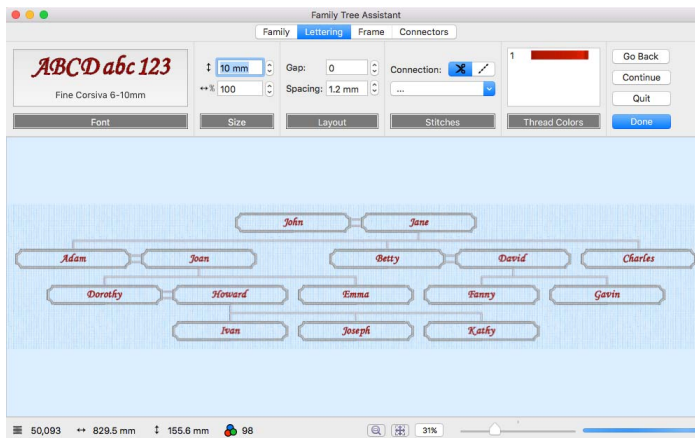 Family Tree Assistant
Family Lettering Frame Connectors
ABCD abc 123
Fine Corsiva 6-10mm
Font
10 mm
% 100
Size
Gap: 0
Spacing: 1.2 mm
Layout
Connection:
...
Stitches
1
Thread Colors
Go Back
Continue
Quit
Done
John Jane
Adam Joan Betty David Charles
Dorothy Howard Emma Fanny Gavin
Ivan Joseph Kathy
50,093 829.5 mm 155.6 mm 98 31%